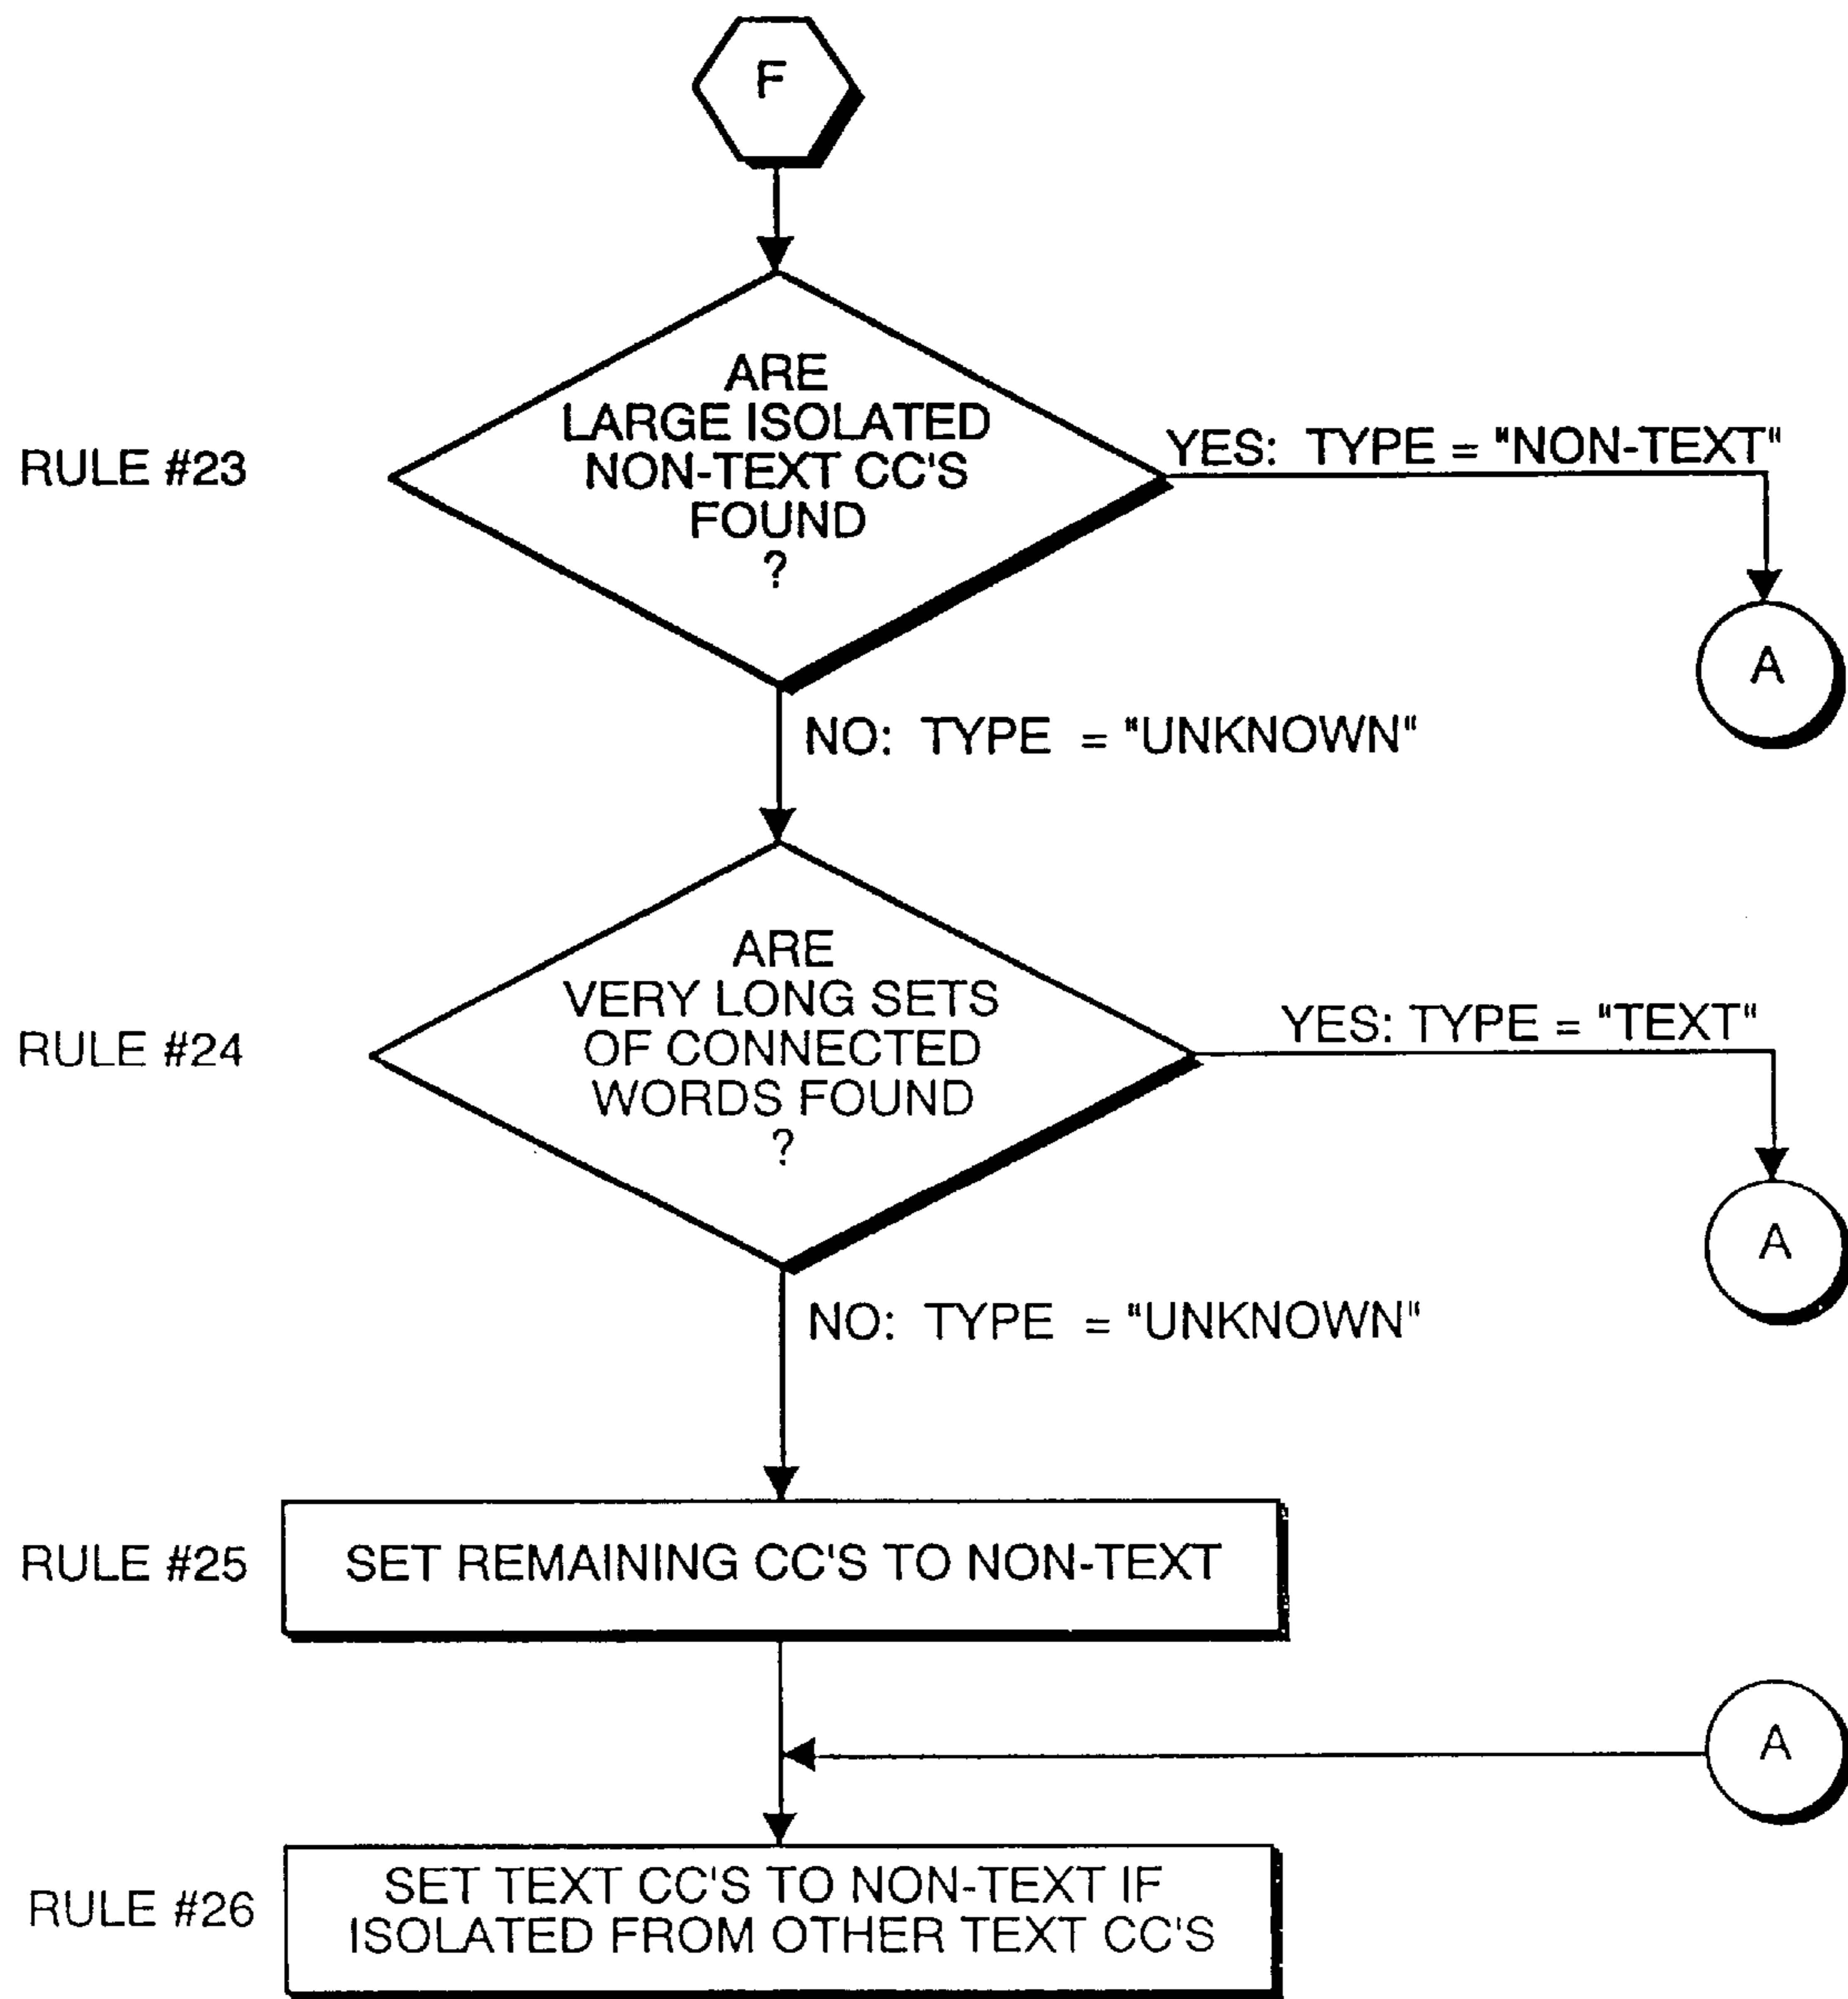 F
ARE
LARGE ISOLATED
NON-TEXT CC'S
FOUND
?
RULE #23
YES: TYPE = "NON-TEXT"
A
NO: TYPE = "UNKNOWN"
ARE
VERY LONG SETS
OF CONNECTED
WORDS FOUND
?
RULE #24
YES: TYPE = "TEXT"
A
NO: TYPE = "UNKNOWN"
RULE #25
SET REMAINING CC'S TO NON-TEXT
A
RULE #26
SET TEXT CC'S TO NON-TEXT IF
ISOLATED FROM OTHER TEXT CC'S